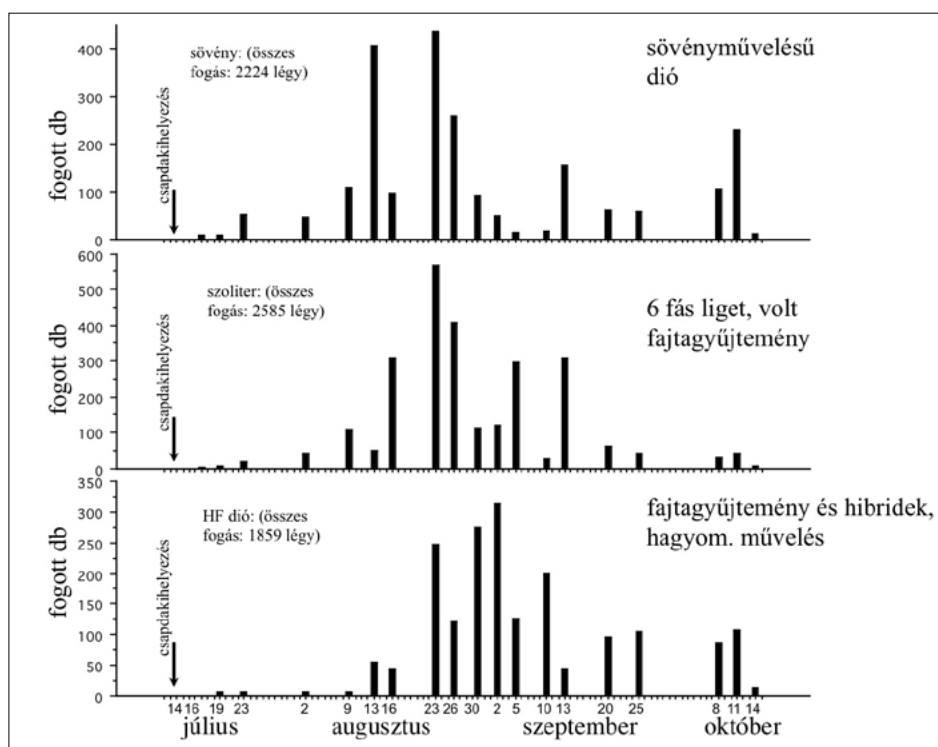 sövény: (összes
fogás: 2224 légy)
sövényművelésű
dió
fogott db
csapdakihelyezés
400
300
200
100
0
szoliter: (összes
fogás: 2585 légy)
6 fás liget, volt
fajtagyűjtemény
fogott db
csapdakihelyezés
600
500
400
300
200
100
0
HF dió: (összes
fogás: 1859 légy)
fajtagyűjtemény és hibridek,
hagyom. művelés
fogott db
csapdakihelyezés
350
300
250
200
150
100
50
0
14 16 19 23 2 9 13 16 23 26 30 2 5 10 13 20 25 8 11 14
július augusztus szeptember október